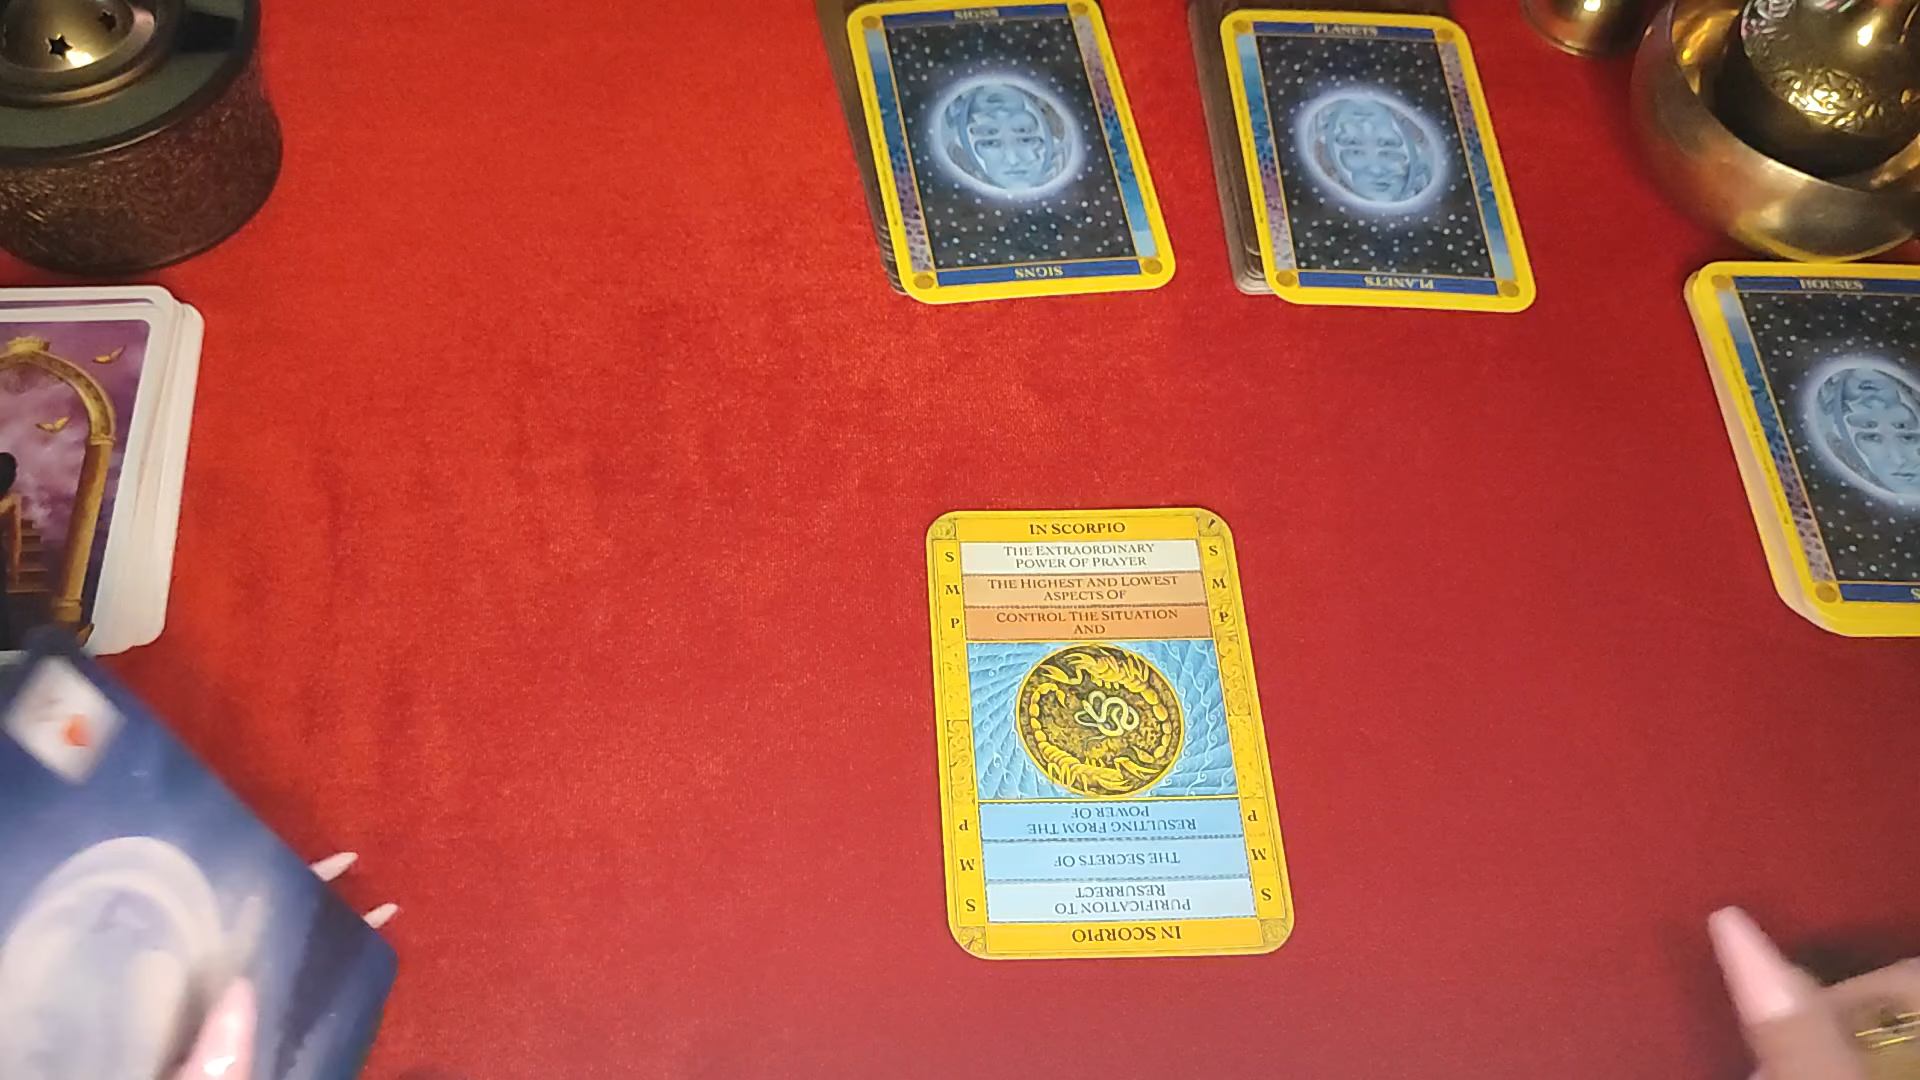 SIGNS
SIGNS
PLANETS
PLANETS
HOUSES
IN SCORPIO
S THE EXTRAORDINARY S
POWER OF PRAYER
M THE HIGHEST AND LOWEST M
ASPECTS OF
P CONTROL THE SITUATION P
AND
IN SCORPIO
S PURIFICATION TO S
RESURRECT
M THE SECRETS OF M
P RESULTING FROM THE P
POWER OF